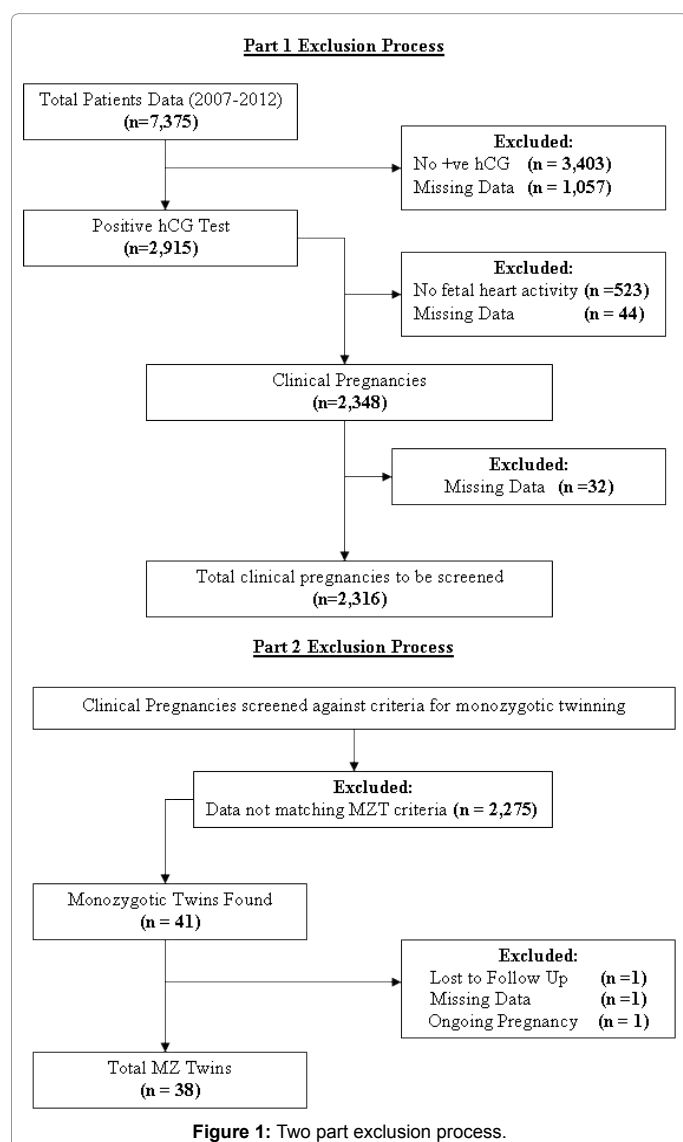 Part 1 Exclusion Process
Total Patients Data (2007-2012)
(n=7,375)
Excluded:
No +ve hCG (n = 3,403)
Missing Data (n = 1,057)
Positive hCG Test
(n=2,915)
Excluded:
No fetal heart activity (n =523)
Missing Data (n = 44)
Clinical Pregnancies
(n=2,348)
Excluded:
Missing Data (n =32)
Total clinical pregnancies to be screened
(n=2,316)
Part 2 Exclusion Process
Clinical Pregnancies screened against criteria for monozygotic twinning
Excluded:
Data not matching MZT criteria (n = 2,275)
Monozygotic Twins Found
(n = 41)
Excluded:
Lost to Follow Up (n =1)
Missing Data (n =1)
Ongoing Pregnancy (n = 1)
Total MZ Twins
(n = 38)
Figure 1: Two part exclusion process.